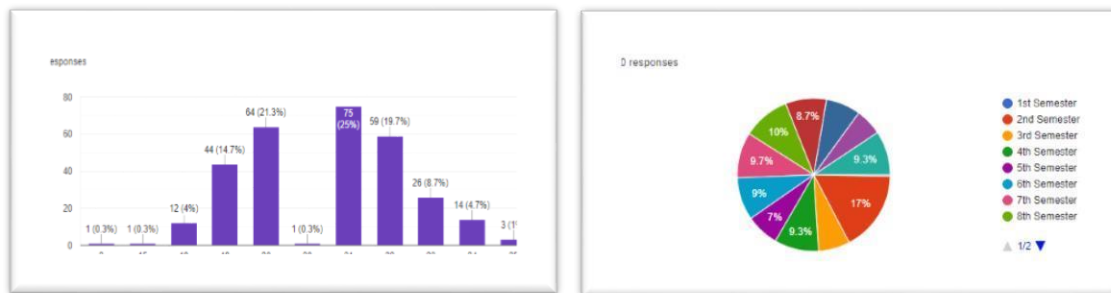 esponses
80
60
40
20
0
1 (0.3%)
1 (0.3%)
12 (4%)
44 (14.7%)
64 (21.3%)
1 (0.3%)
75
(25%)
59 (19.7%)
26 (8.7%)
14 (4.7%)
3 (1
0 responses
8.7%
10%
9.7%
9%
7%
9.3%
17%
9.3%
1st Semester
2nd Semester
3rd Semester
4th Semester
5th Semester
6th Semester
7th Semester
8th Semester
1/2